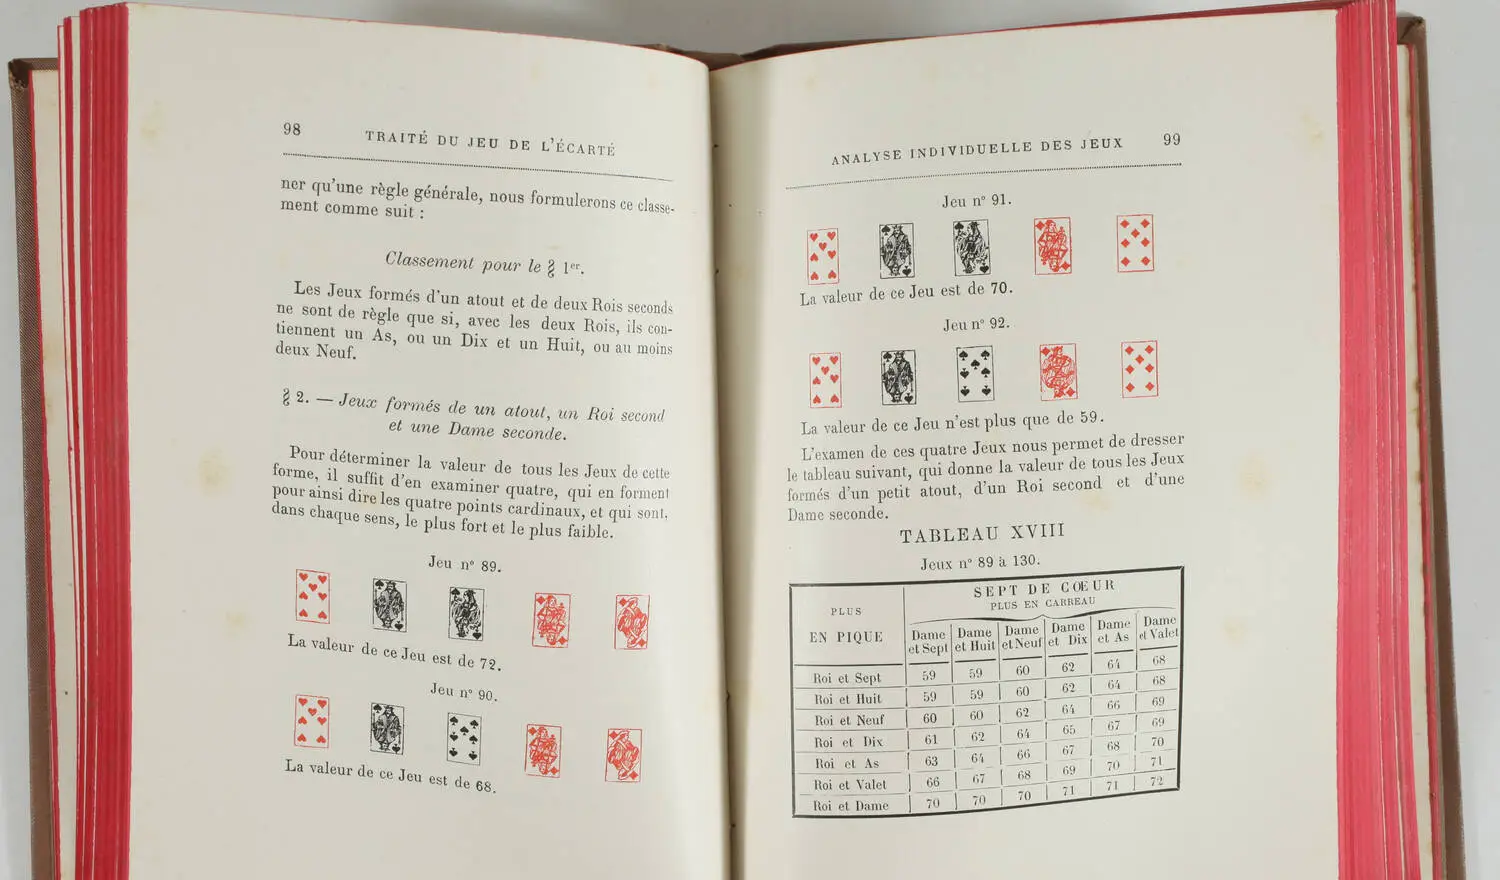 98
TRAITÉ DU JEU DE L'ÉCARTÉ
ner qu'une règle générale, nous formulerons ce classe-
ment comme suit :
Classement pour le § 1er.
Les Jeux formés d'un atout et de deux Rois seconds
ne sont de règle que si, avec les deux Rois, ils con-
tiennent un As, ou un Dix et un Huit, ou au moins
deux Neuf.
§ 2. — Jeux formés de un atout, un Roi second
et une Dame seconde.
Pour déterminer la valeur de tous les Jeux de cette
forme, il suffit d'en examiner quatre, qui en forment
pour ainsi dire les quatre points cardinaux, et qui sont,
dans chaque sens, le plus fort et le plus faible.
Jeu n° 89.
La valeur de ce Jeu est de 72.
Jeu n° 90.
La valeur de ce Jeu est de 68.
ANALYSE INDIVIDUELLE DES JEUX
99
Jeu n° 91.
La valeur de ce Jeu est de 70.
Jeu n° 92.
La valeur de ce Jeu n'est plus que de 59.
L'examen de ces quatre Jeux nous permet de dresser
le tableau suivant, qui donne la valeur de tous les Jeux
formés d'un petit atout, d'un Roi second et d'une
Dame seconde.
TABLEAU XVIII
Jeux n° 89 à 130.
PLUS
EN PIQUE
SEPT DE CŒUR
PLUS EN CARREAU
Dame et Sept | Dame et Huit | Dame et Neuf | Dame et Dix | Dame et As | Dame et Valet
Roi et Sept 59 59 60 62 64 68
Roi et Huit 59 59 60 62 64 68
Roi et Neuf 60 60 62 64 66 69
Roi et Dix 61 62 64 65 67 69
Roi et As 63 64 66 67 68 70
Roi et Valet 66 67 68 69 70 71
Roi et Dame 70 70 70 71 71 72